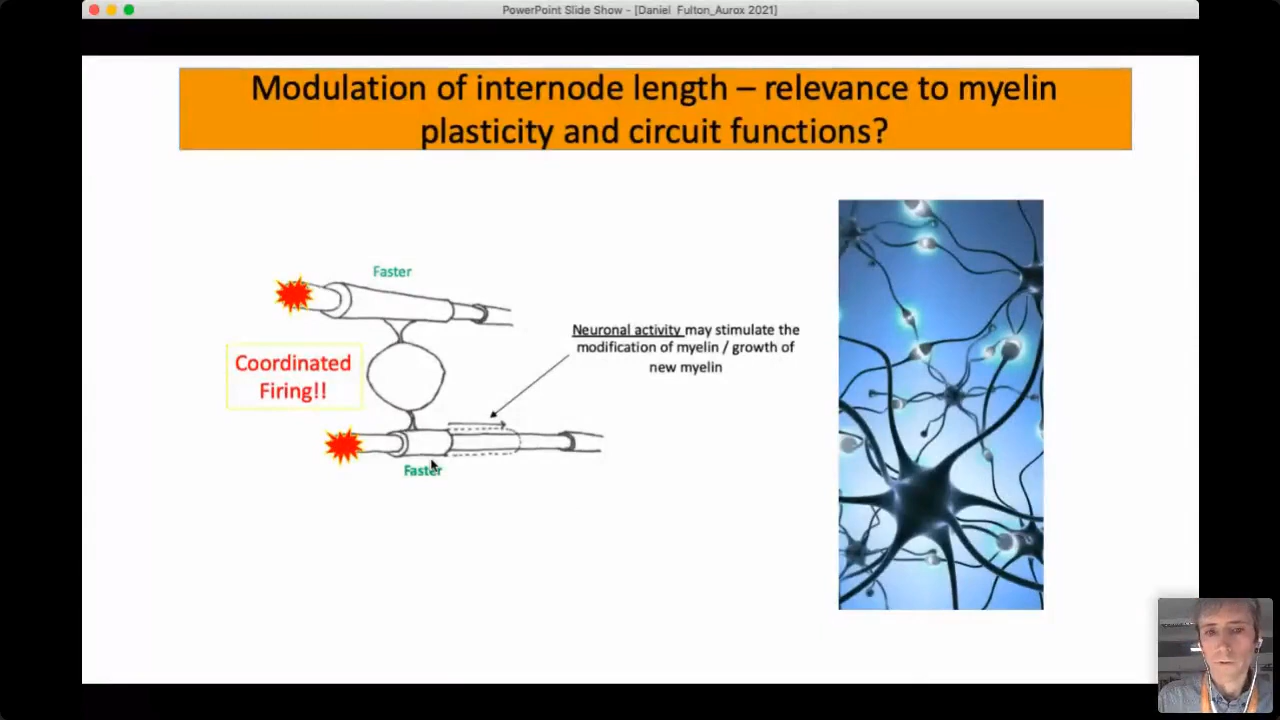 PowerPoint Slide Show - [Daniel Fulton_Aurox 2021]
Modulation of internode length – relevance to myelin
plasticity and circuit functions?
Faster
Neuronal activity may stimulate the
modification of myelin / growth of
new myelin
Coordinated
Firing!!
Faster